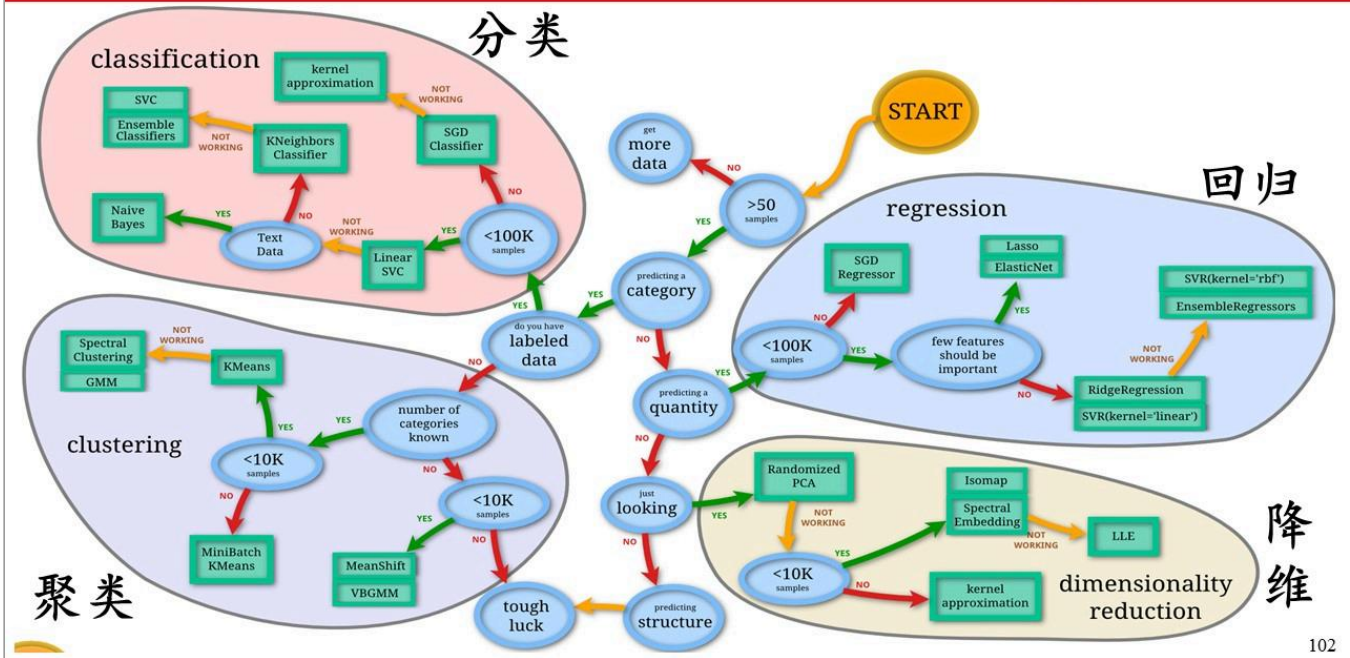 分类
classification
kernel
approximation
NOT
WORKING
SVC
Ensemble
Classifiers
NOT
WORKING
KNeighbors
Classifier
SGD
Classifier
NO
NO
Naive
Bayes
YES
Text
Data
NOT
WORKING
Linear
SVC
YES
<100K
samples
YES
START
get
more
data
NO
>50
samples
YES
predicting a
category
YES
do you have
labeled
data
NO
NO
predicting a
quantity
YES
NO
just
looking
YES
NO
predicting
structure
tough
luck
回归
regression
SGD
Regressor
NO
<100K
samples
YES
Lasso
ElasticNet
YES
few features
should be
important
NO
SVR(kernel='rbf')
EnsembleRegressors
NOT
WORKING
RidgeRegression
SVR(kernel='linear')
clustering
Spectral
Clustering
GMM
NOT
WORKING
KMeans
YES
<10K
samples
YES
number of
categories
known
NO
NO
MiniBatch
KMeans
<10K
samples
YES
NO
MeanShift
VBGMM
聚类
Randomized
PCA
NOT
WORKING
<10K
samples
YES
NO
Isomap
Spectral
Embedding
NOT
WORKING
LLE
kernel
approximation
dimensionality
reduction
降
维
102